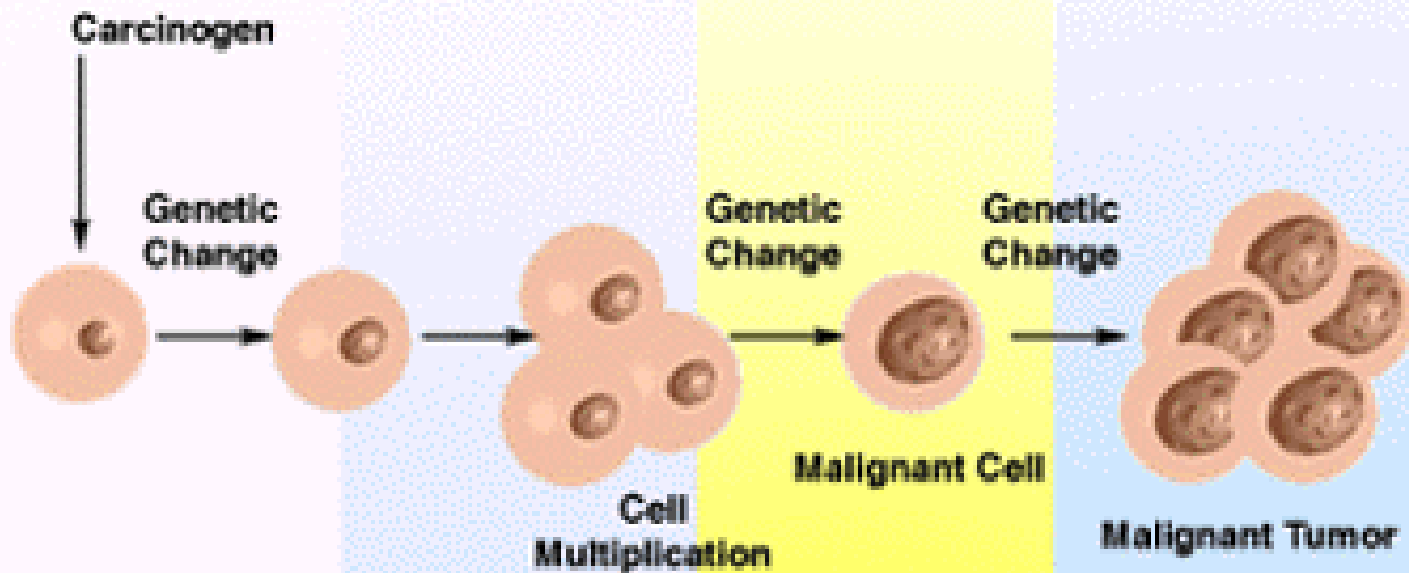 Carcinogen
Genetic
Change
Genetic
Change
Genetic
Change
Cell
Multiplication
Malignant Cell
Malignant Tumor